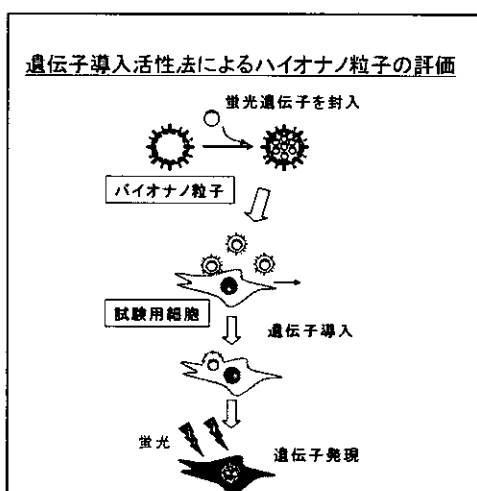 遺伝子導入活性法によるハイオナノ粒子の評価
蛍光遺伝子を封入
バイオナノ粒子
試験用細胞
遺伝子導入
蛍光
遺伝子発現